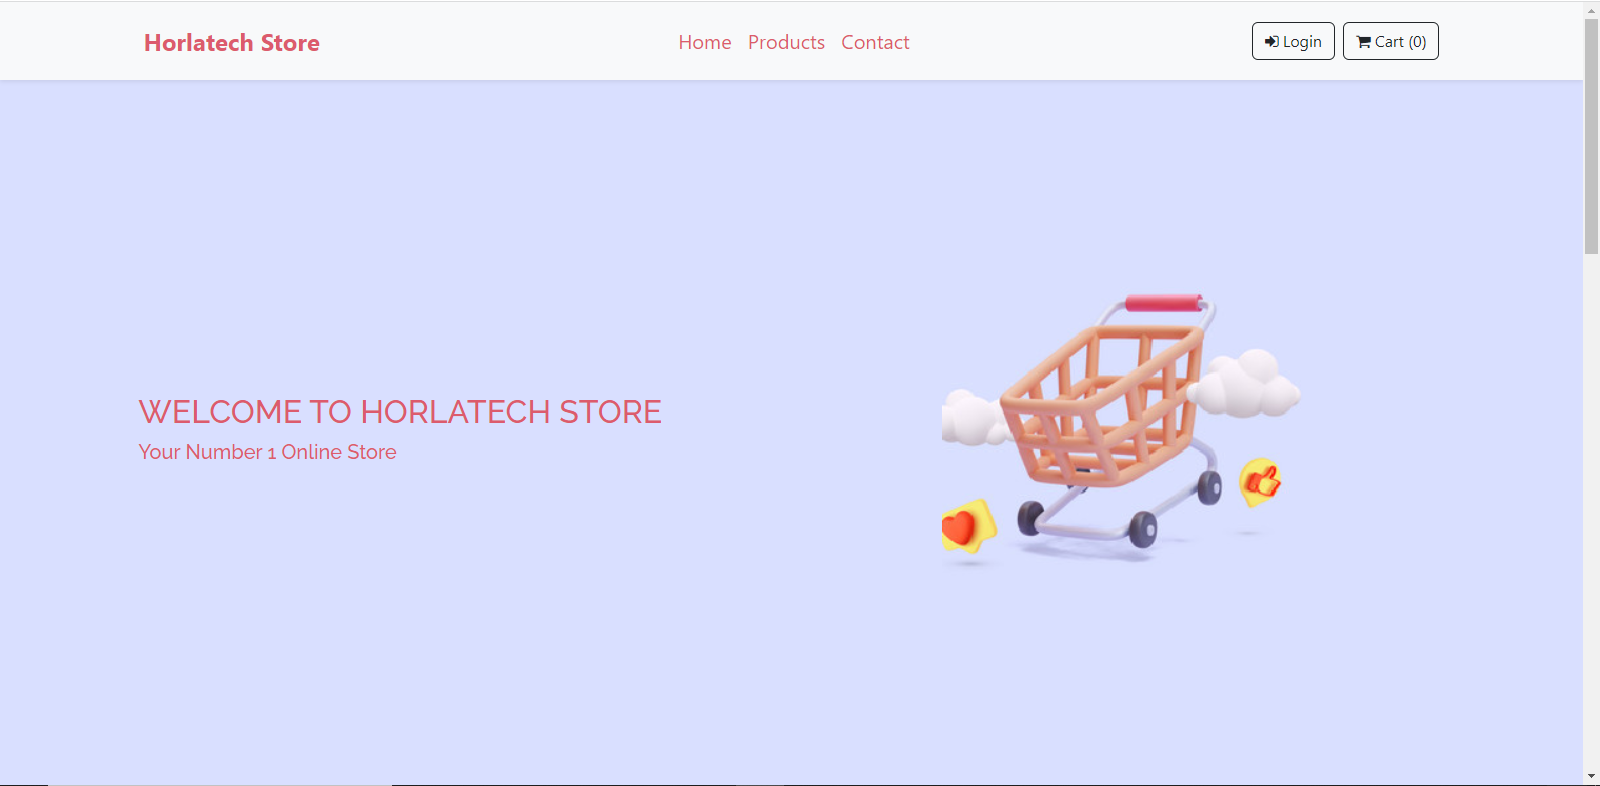 Horlatech Store
Home Products Contact
Login
Cart (0)
WELCOME TO HORLATECH STORE
Your Number 1 Online Store